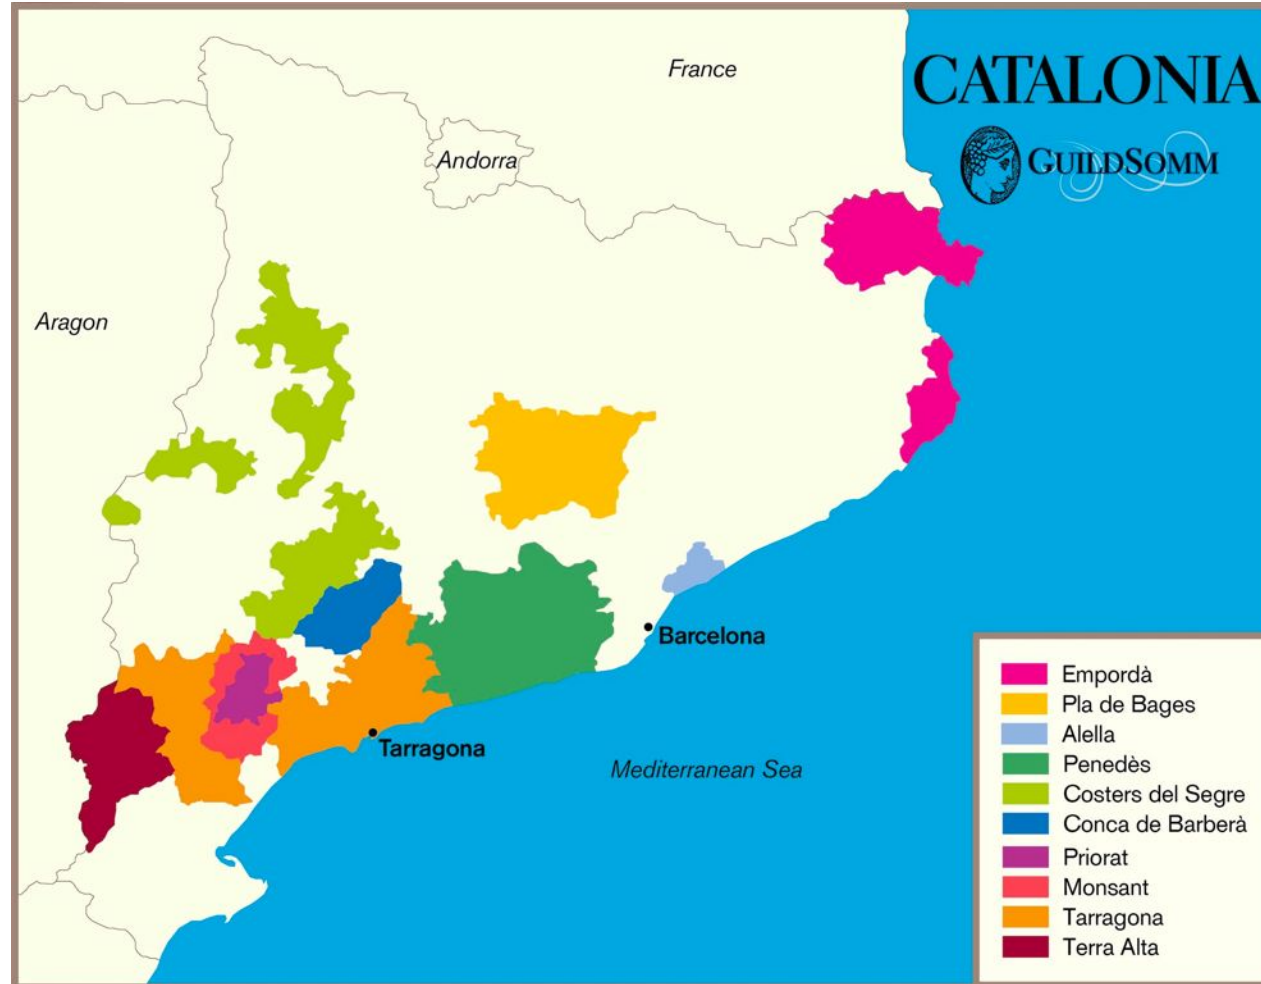 CATALONIA
GUILDSOMM
France
Andorra
Aragon
Barcelona
Tarragona
Mediterranean Sea
Empordà
Pla de Bages
Alella
Penedès
Costers del Segre
Conca de Barberà
Priorat
Monsant
Tarragona
Terra Alta